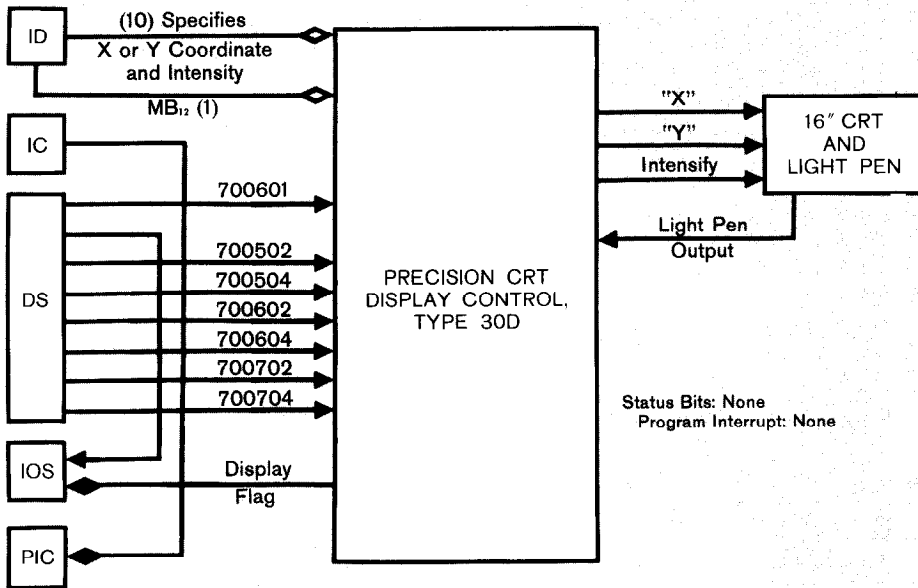 ID
(10) Specifies
X or Y Coordinate
and Intensity
MB₁₂ (1)
IC
DS
700601
700502
700504
700602
700604
700702
700704
IOS
Display
Flag
PIC
PRECISION CRT
DISPLAY CONTROL,
TYPE 30D
"X"
"Y"
Intensify
16" CRT
AND
LIGHT PEN
Light Pen
Output
Status Bits: None
Program Interrupt: None